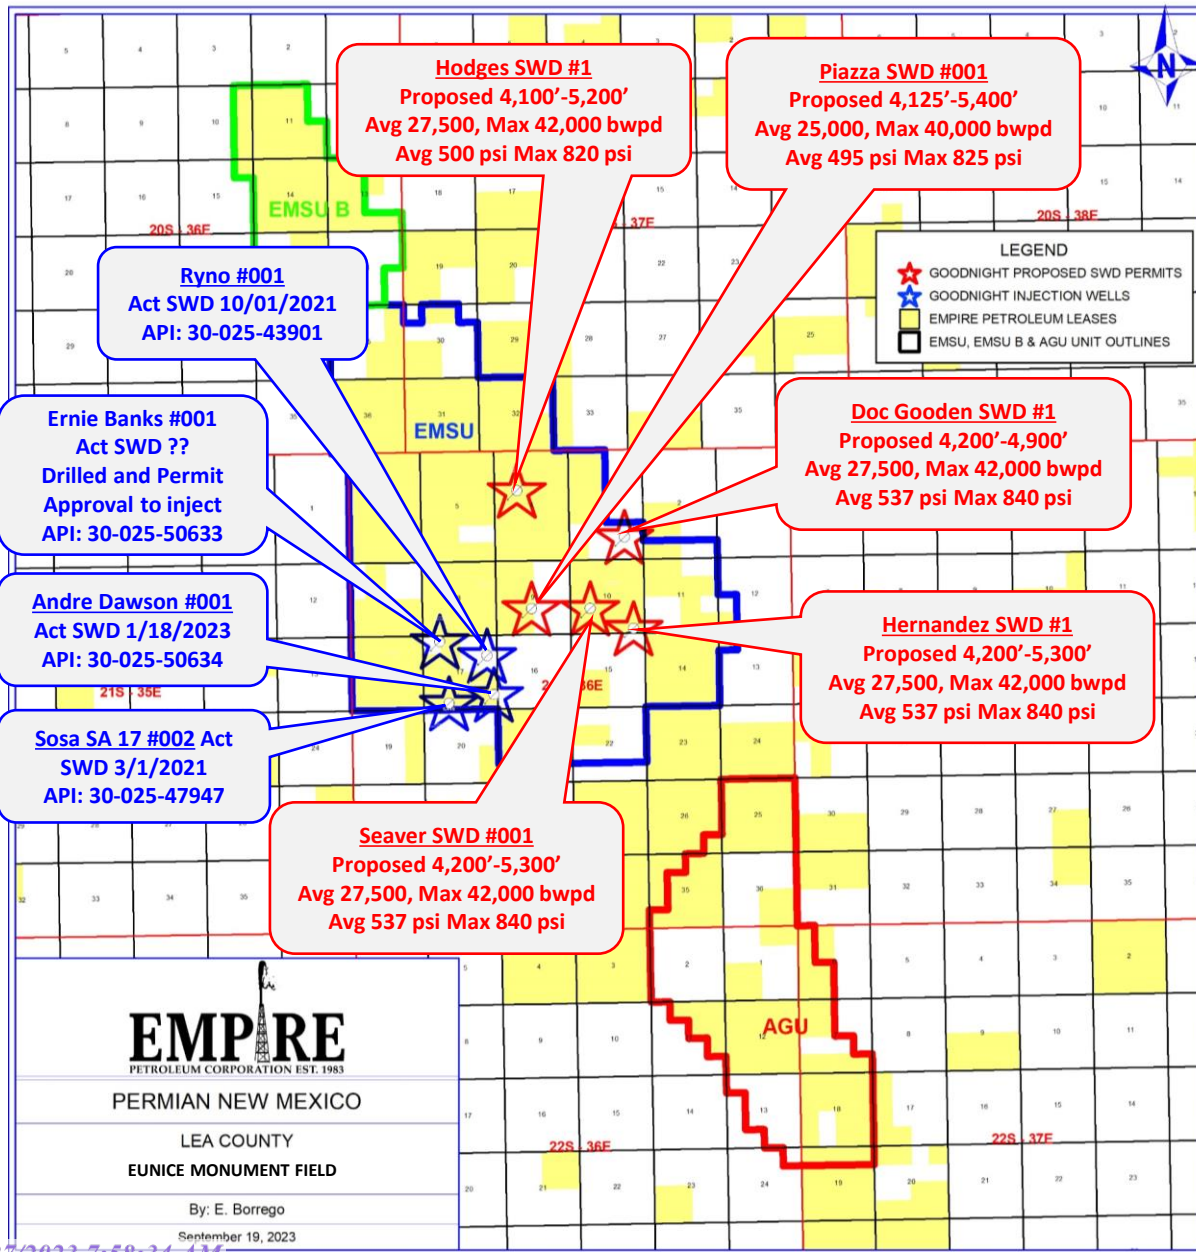 Hodges SWD #1
Proposed 4,100’-5,200’
Avg 27,500, Max 42,000 bwpd
Avg 500 psi Max 820 psi
Piazza SWD #001
Proposed 4,125’-5,400’
Avg 25,000, Max 40,000 bwpd
Avg 495 psi Max 825 psi
N
EMSU B
20S - 36E
37E
20S - 38E
LEGEND
GOODNIGHT PROPOSED SWD PERMITS
GOODNIGHT INJECTION WELLS
EMPIRE PETROLEUM LEASES
EMSU, EMSU B & AGU UNIT OUTLINES
Ryno #001
Act SWD 10/01/2021
API: 30-025-43901
Ernie Banks #001
Act SWD ??
Drilled and Permit
Approval to inject
API: 30-025-50633
EMSU
Doc Gooden SWD #1
Proposed 4,200’-4,900’
Avg 27,500, Max 42,000 bwpd
Avg 537 psi Max 840 psi
Andre Dawson #001
Act SWD 1/18/2023
API: 30-025-50634
Hernandez SWD #1
Proposed 4,200’-5,300’
Avg 27,500, Max 42,000 bwpd
Avg 537 psi Max 840 psi
21S - 35E
36E
Sosa SA 17 #002 Act
SWD 3/1/2021
API: 30-025-47947
Seaver SWD #001
Proposed 4,200’-5,300’
Avg 27,500, Max 42,000 bwpd
Avg 537 psi Max 840 psi
AGU
22S - 36E
22S - 37E
EMPIRE
PETROLEUM CORPORATION EST. 1983
PERMIAN NEW MEXICO
LEA COUNTY
EUNICE MONUMENT FIELD
By: E. Borrego
September 19, 2023